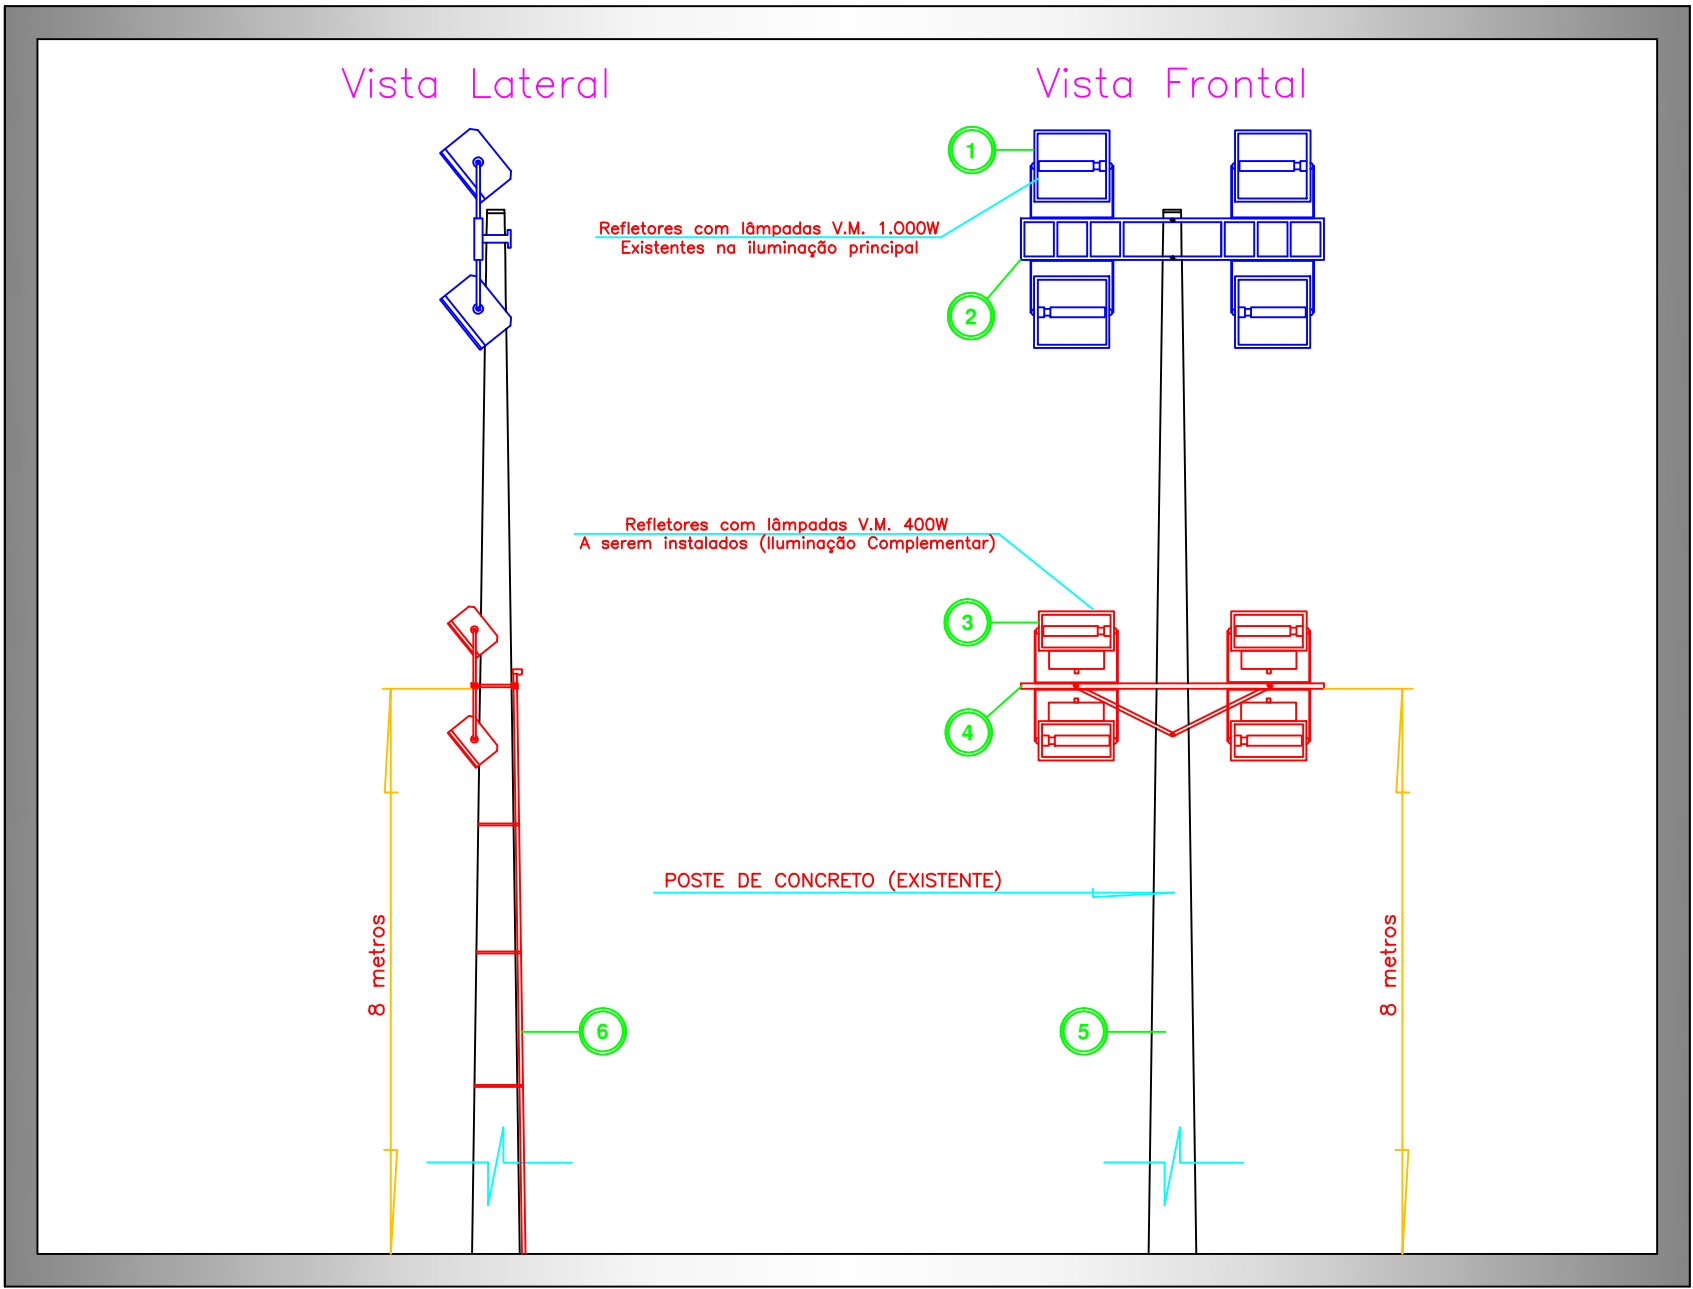 Vista Lateral
Vista Frontal
1
Refletores com lâmpadas V.M. 1.000W
Existentes na iluminação principal
2
Refletores com lâmpadas V.M. 400W
A serem instalados (Iluminação Complementar)
3
4
POSTE DE CONCRETO (EXISTENTE)
8 metros
8 metros
6
5